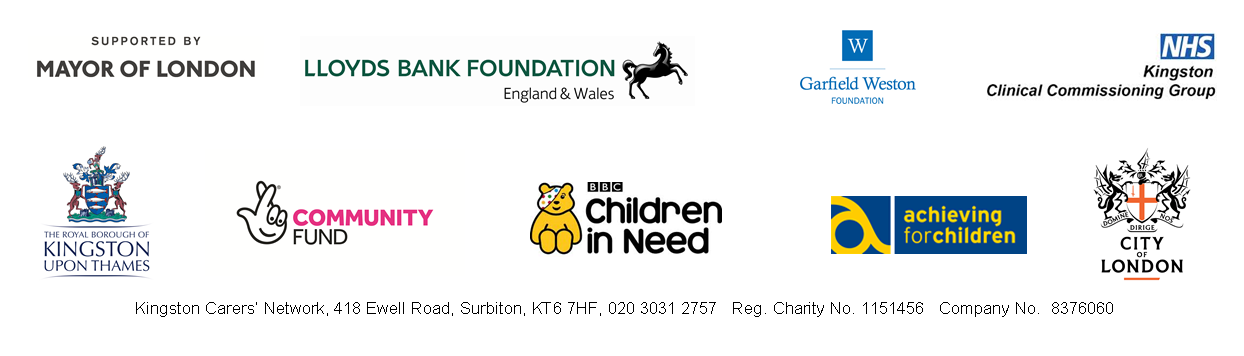 SUPPORTED BY
MAYOR OF LONDON
LLOYDS BANK FOUNDATION
England & Wales
W
Garfield Weston
FOUNDATION
NHS
Kingston
Clinical Commissioning Group
THE ROYAL BOROUGH OF
KINGSTON
UPON THAMES
COMMUNITY
FUND
BBC
Children
in Need
a
achieving
forchildren
DOMINE DIRIGE NOS
CITY
OF
LONDON
Kingston Carers' Network, 418 Ewell Road, Surbiton, KT6 7HF, 020 3031 2757 Reg. Charity No. 1151456 Company No. 8376060